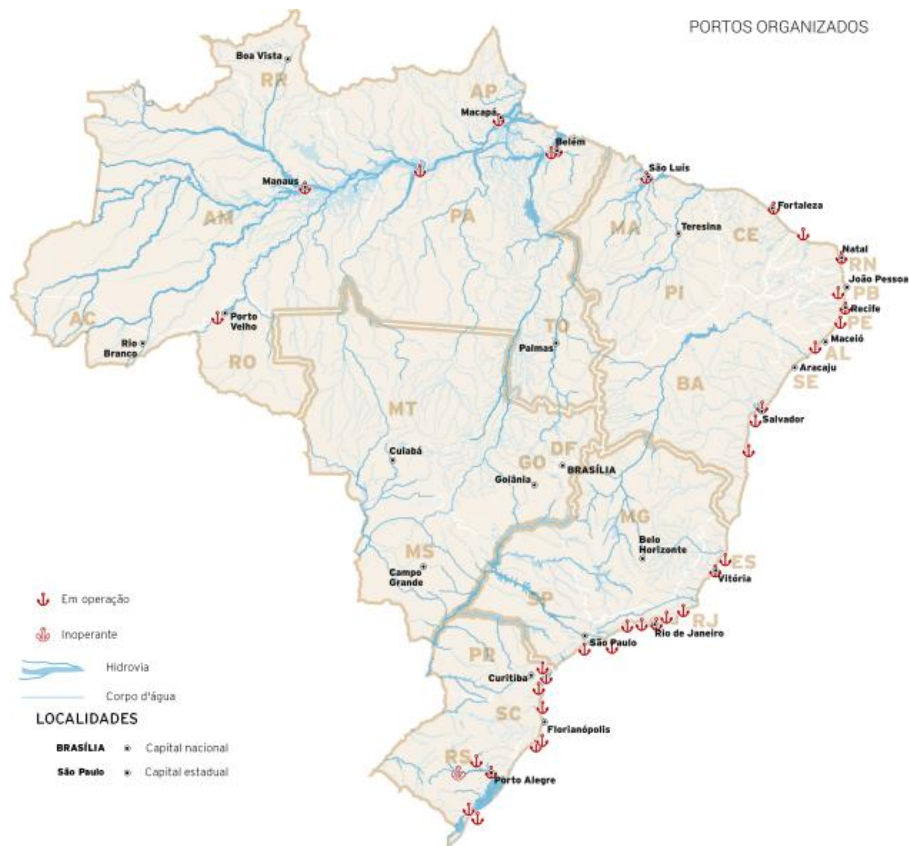 PORTOS ORGANIZADOS
Boa Vista
RR
AP
Macapá
Belém
São Luís
Manaus
Fortaleza
AM
PA
MA
Teresina
CE
Natal
RN
João Pessoa
PB
PI
Recife
PE
AC
Porto
Velho
TO
Maceió
AL
Rio
Branco
Palmas
RO
BA
Aracaju
SE
MT
Salvador
Cuiabá
GO
DF
BRASÍLIA
Goiânia
MG
Belo
Horizonte
ES
MS
Campo
Grande
Vitória
SP
Em operação
RJ
Rio de Janeiro
Inoperante
São Paulo
PR
Hidrovia
Curitiba
Corpo d'água
SC
LOCALIDADES
Florianópolis
BRASÍLIA
Capital nacional
RS
São Paulo
Capital estadual
Porto Alegre